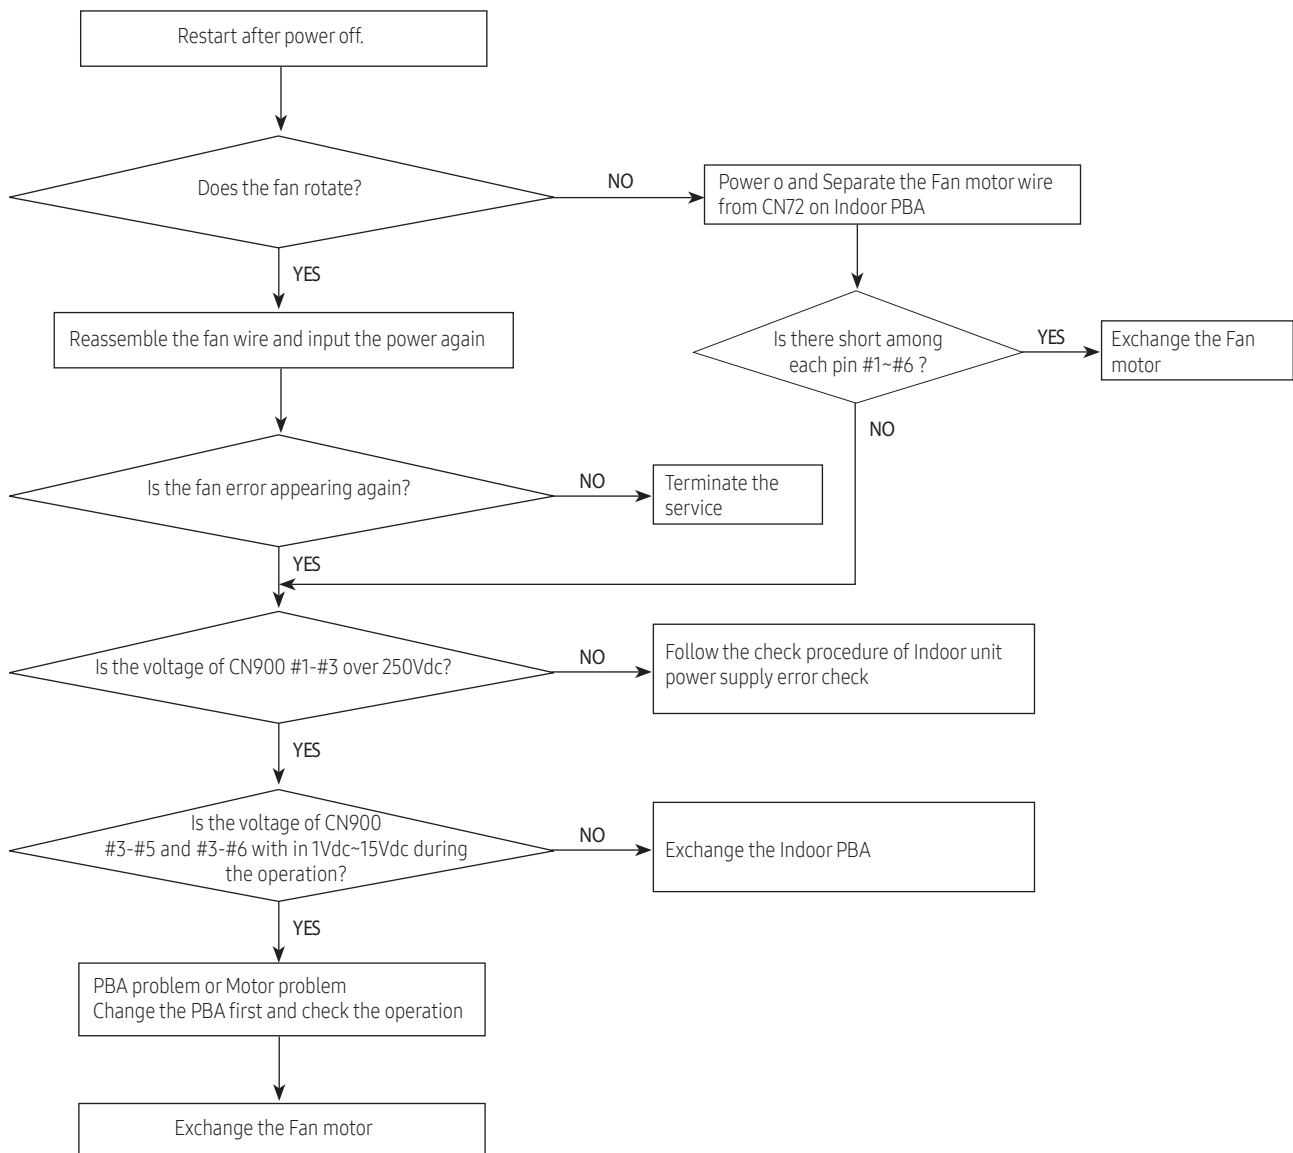 Restart after power off.
Does the fan rotate?
NO
Power o and Separate the Fan motor wire
from CN72 on Indoor PBA
YES
Reassemble the fan wire and input the power again
Is there short among
each pin #1~#6 ?
YES
Exchange the Fan
motor
NO
Is the fan error appearing again?
NO
Terminate the
service
YES
Is the voltage of CN900 #1-#3 over 250Vdc?
NO
Follow the check procedure of Indoor unit
power supply error check
YES
Is the voltage of CN900
#3-#5 and #3-#6 with in 1Vdc~15Vdc during
the operation?
NO
Exchange the Indoor PBA
YES
PBA problem or Motor problem
Change the PBA first and check the operation
Exchange the Fan motor